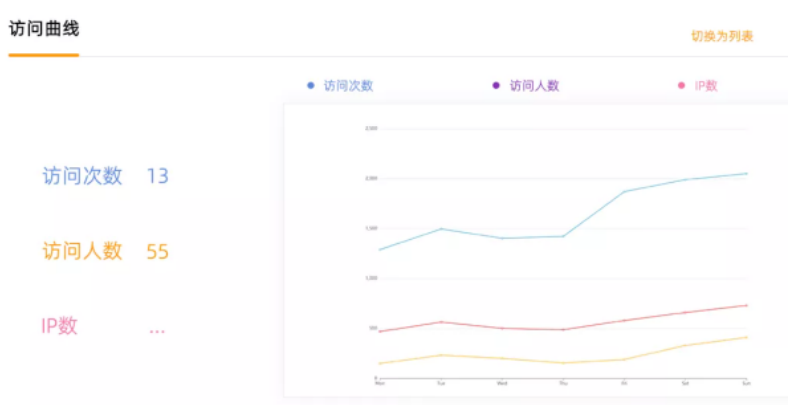 访问曲线
切换为列表
访问次数
访问人数
IP数
访问次数 13
访问人数 55
IP数 ...
2,000
1,500
1,000
500
0
Mon Tue Wed Thu Fri Sat Sun